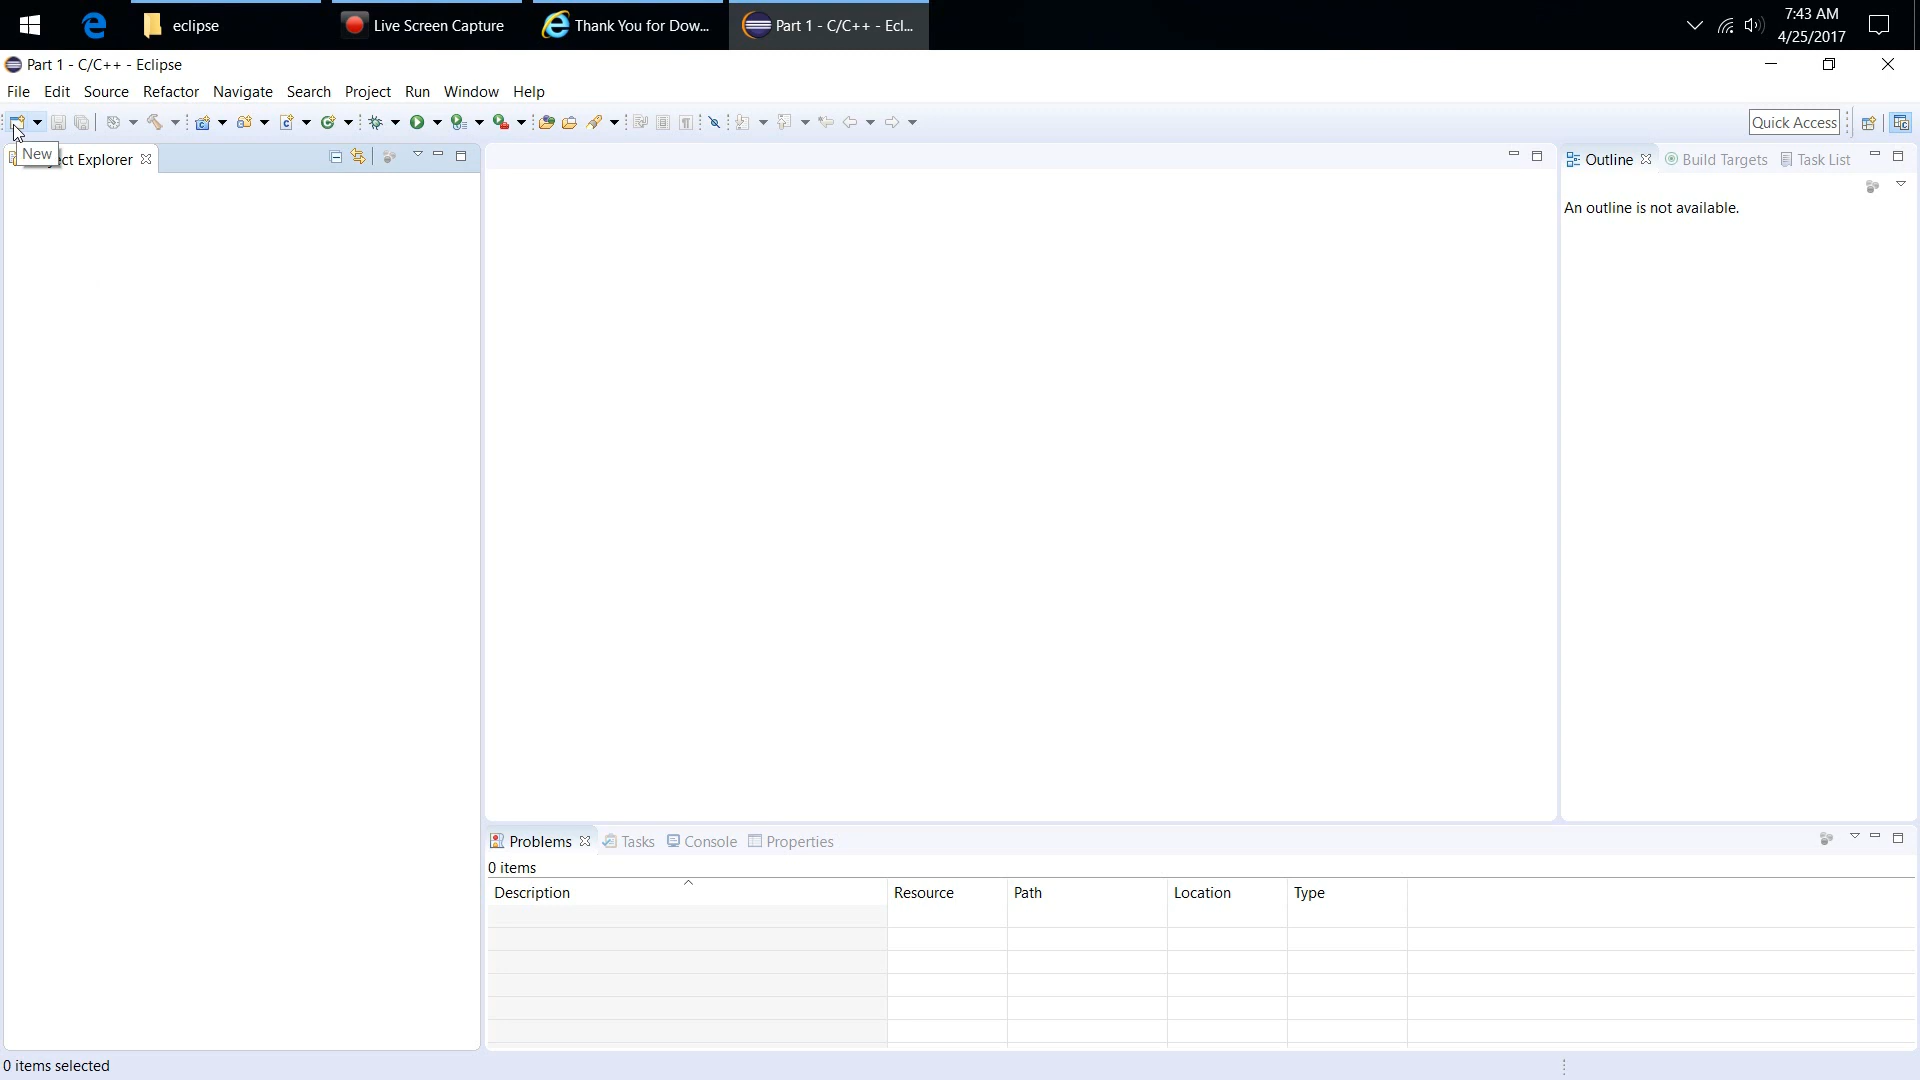 eclipse
Live Screen Capture
Thank You for Dow...
Part 1 - C/C++ - Ecl...
7:43 AM
4/25/2017
Part 1 - C/C++ - Eclipse
File Edit Source Refactor Navigate Search Project Run Window Help
Quick Access
New
ect Explorer
Outline
Build Targets
Task List
An outline is not available.
Problems
Tasks
Console
Properties
0 items
Description Resource Path Location Type
0 items selected